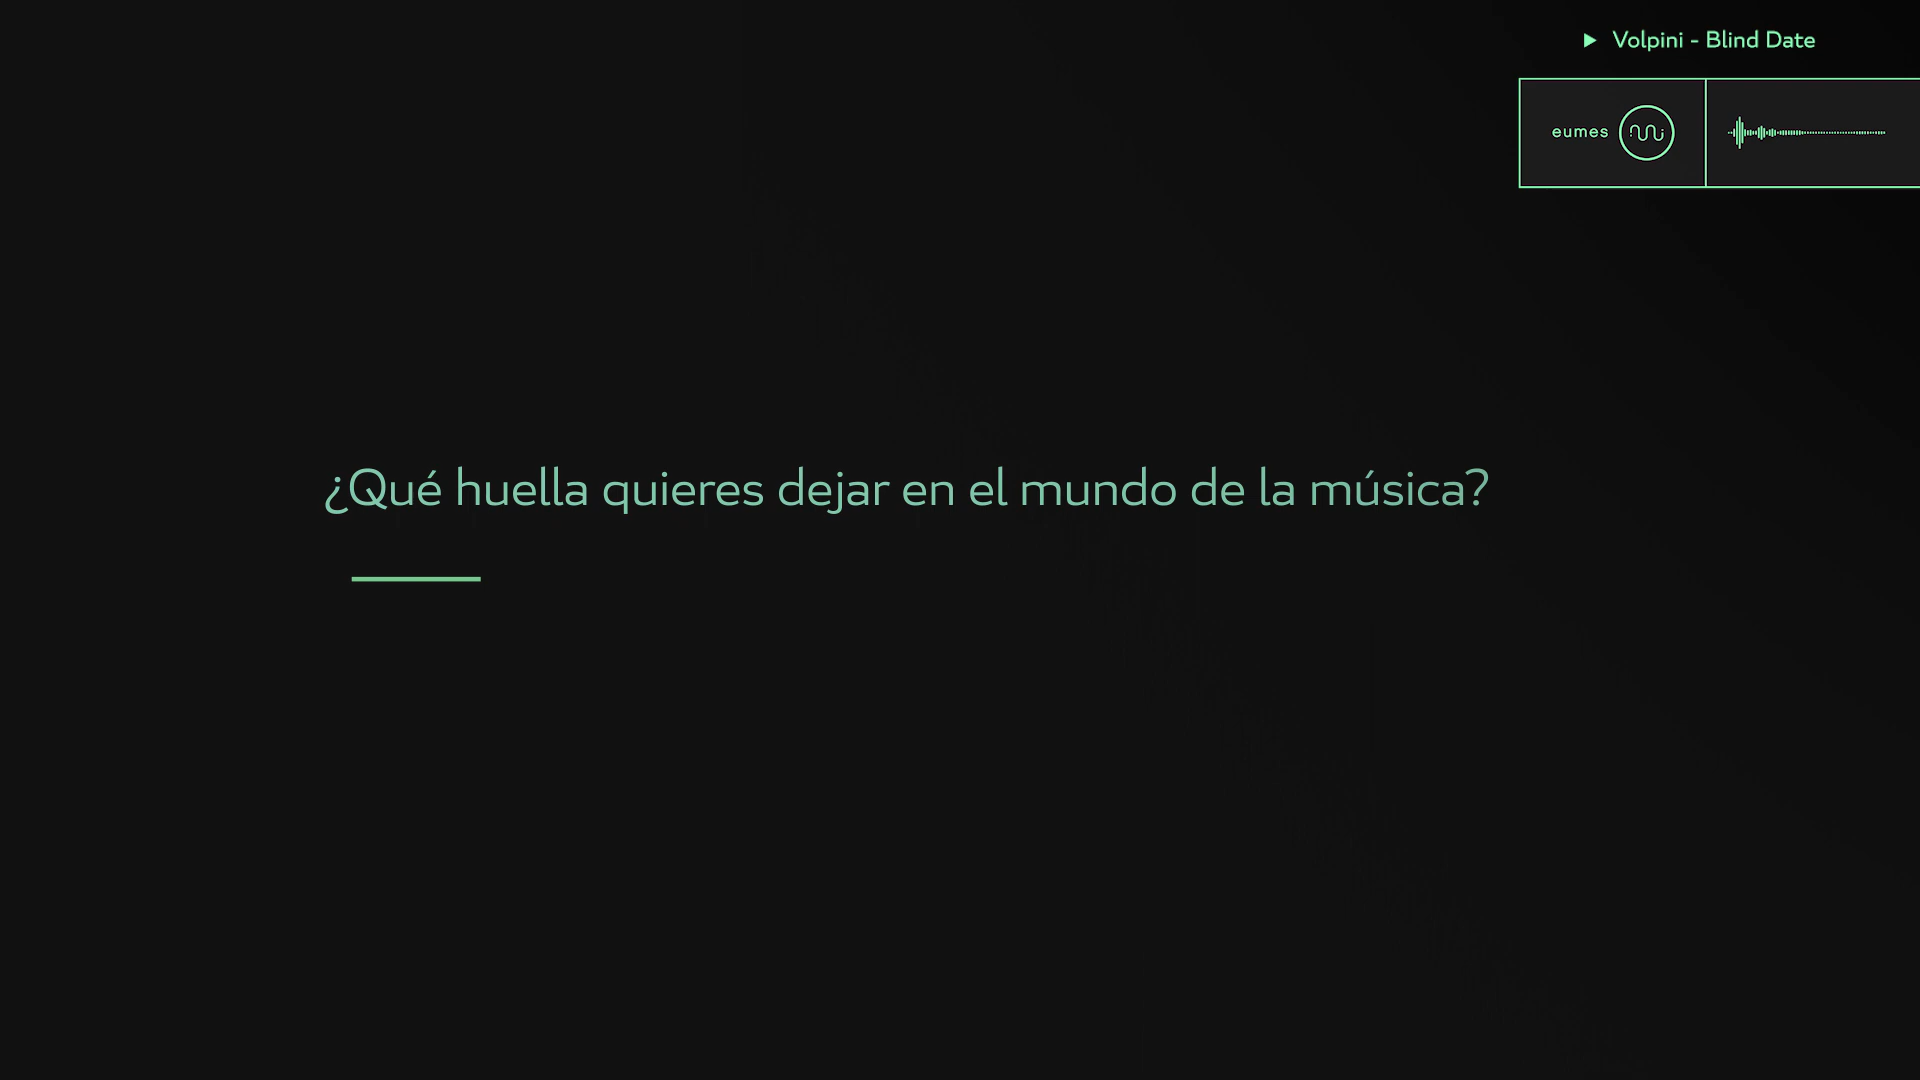 Volpini - Blind Date
eumes
¿Qué huella quieres dejar en el mundo de la música?